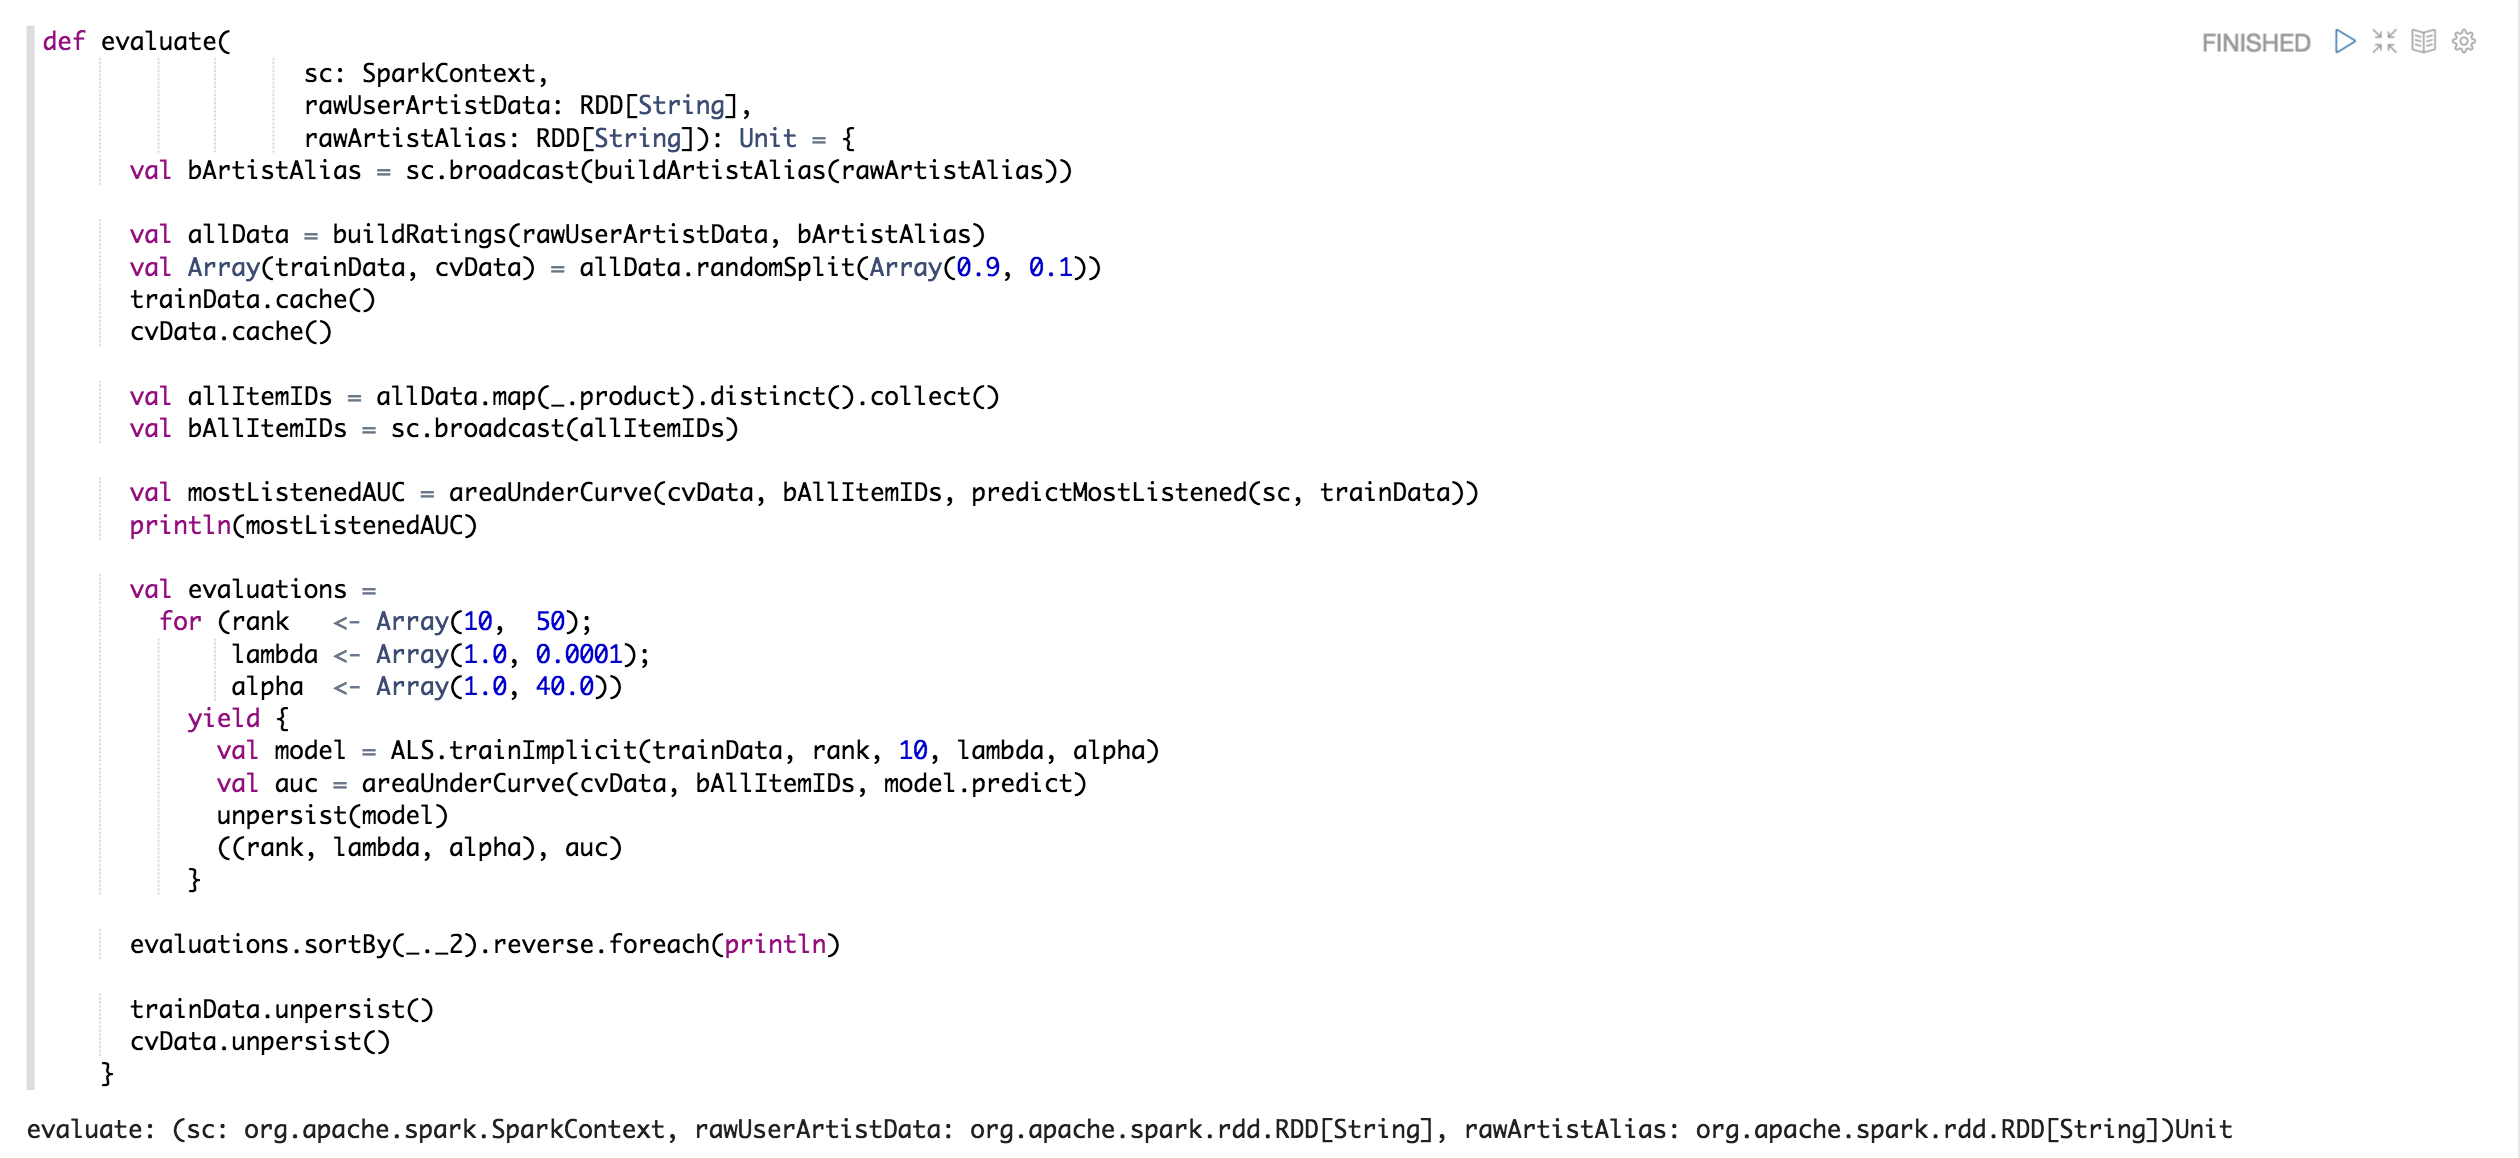 def evaluate(
FINISHED
sc: SparkContext,
rawUserArtistData: RDD[String],
rawArtistAlias: RDD[String]): Unit = {
val bArtistAlias = sc.broadcast(buildArtistAlias(rawArtistAlias))
val allData = buildRatings(rawUserArtistData, bArtistAlias)
val Array(trainData, cvData) = allData.randomSplit(Array(0.9, 0.1))
trainData.cache()
cvData.cache()
val allItemIDs = allData.map(_.product).distinct().collect()
val bAllItemIDs = sc.broadcast(allItemIDs)
val mostListenedAUC = areaUnderCurve(cvData, bAllItemIDs, predictMostListened(sc, trainData))
println(mostListenedAUC)
val evaluations =
for (rank   <- Array(10,  50);
lambda <- Array(1.0, 0.0001);
alpha  <- Array(1.0, 40.0))
yield {
val model = ALS.trainImplicit(trainData, rank, 10, lambda, alpha)
val auc = areaUnderCurve(cvData, bAllItemIDs, model.predict)
unpersist(model)
((rank, lambda, alpha), auc)
}
evaluations.sortBy(_._2).reverse.foreach(println)
trainData.unpersist()
cvData.unpersist()
}
evaluate: (sc: org.apache.spark.SparkContext, rawUserArtistData: org.apache.spark.rdd.RDD[String], rawArtistAlias: org.apache.spark.rdd.RDD[String])Unit